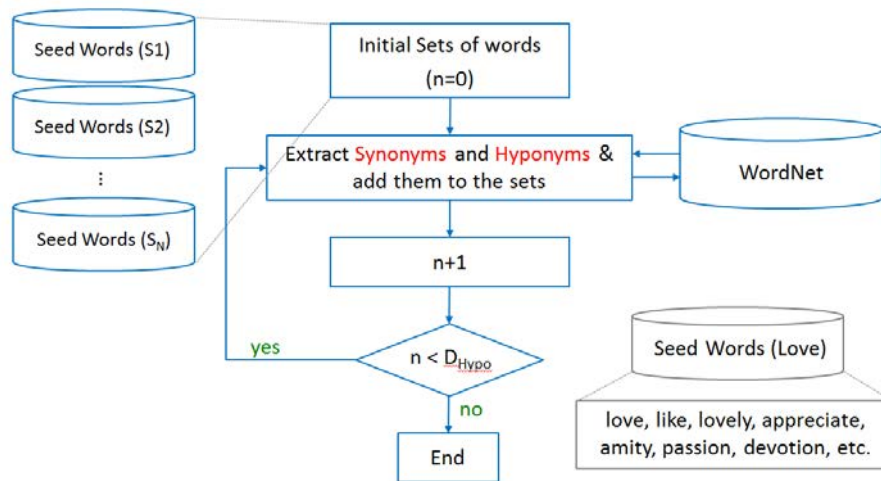 Seed Words (S1)
Seed Words (S2)
⋮
Seed Words (S_N)
Initial Sets of words
(n=0)
Extract Synonyms and Hyponyms &
add them to the sets
WordNet
n+1
n < D_Hypo
yes
no
End
Seed Words (Love)
love, like, lovely, appreciate,
amity, passion, devotion, etc.